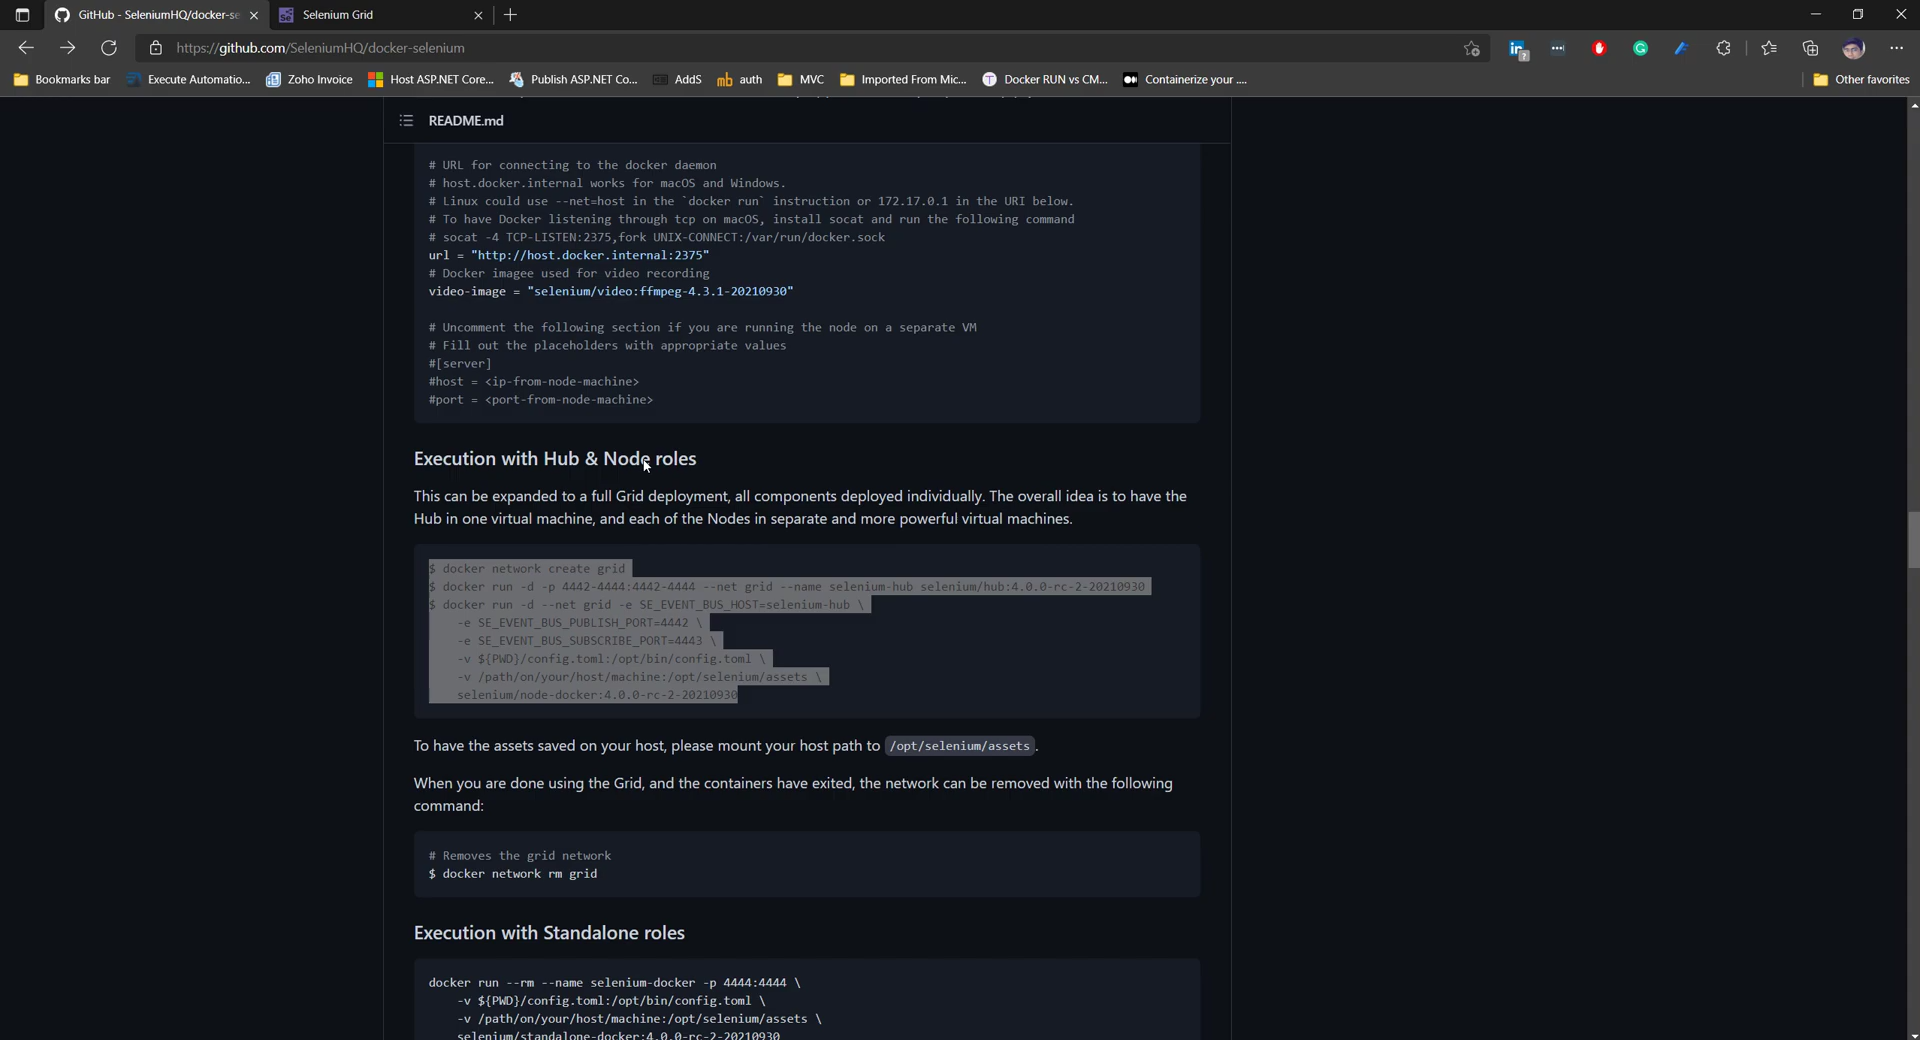 GitHub - SeleniumHQ/docker-se
Selenium Grid
https://github.com/SeleniumHQ/docker-selenium
Bookmarks bar
Execute Automatio...
Zoho Invoice
Host ASP.NET Core...
Publish ASP.NET Co...
AddS
auth
MVC
Imported From Mic...
Docker RUN vs CM...
Containerize your ....
Other favorites
README.md
# URL for connecting to the docker daemon
# host.docker.internal works for macOS and Windows.
# Linux could use --net=host in the `docker run` instruction or 172.17.0.1 in the URI below.
# To have Docker listening through tcp on macOS, install socat and run the following command
# socat -4 TCP-LISTEN:2375,fork UNIX-CONNECT:/var/run/docker.sock
url = "http://host.docker.internal:2375"
# Docker imagee used for video recording
video-image = "selenium/video:ffmpeg-4.3.1-20210930"
# Uncomment the following section if you are running the node on a separate VM
# Fill out the placeholders with appropriate values
#[server]
#host = <ip-from-node-machine>
#port = <port-from-node-machine>
Execution with Hub & Node roles
This can be expanded to a full Grid deployment, all components deployed individually. The overall idea is to have the
Hub in one virtual machine, and each of the Nodes in separate and more powerful virtual machines.
$ docker network create grid
$ docker run -d -p 4442-4444:4442-4444 --net grid --name selenium-hub selenium/hub:4.0.0-rc-2-20210930
$ docker run -d --net grid -e SE_EVENT_BUS_HOST=selenium-hub \
-e SE_EVENT_BUS_PUBLISH_PORT=4442 \
-e SE_EVENT_BUS_SUBSCRIBE_PORT=4443 \
-v ${PWD}/config.toml:/opt/bin/config.toml \
-v /path/on/your/host/machine:/opt/selenium/assets \
selenium/node-docker:4.0.0-rc-2-20210930
To have the assets saved on your host, please mount your host path to /opt/selenium/assets .
When you are done using the Grid, and the containers have exited, the network can be removed with the following
command:
# Removes the grid network
$ docker network rm grid
Execution with Standalone roles
docker run --rm --name selenium-docker -p 4444:4444 \
-v ${PWD}/config.toml:/opt/bin/config.toml \
-v /path/on/your/host/machine:/opt/selenium/assets \
selenium/standalone-docker:4.0.0-rc-2-20210930